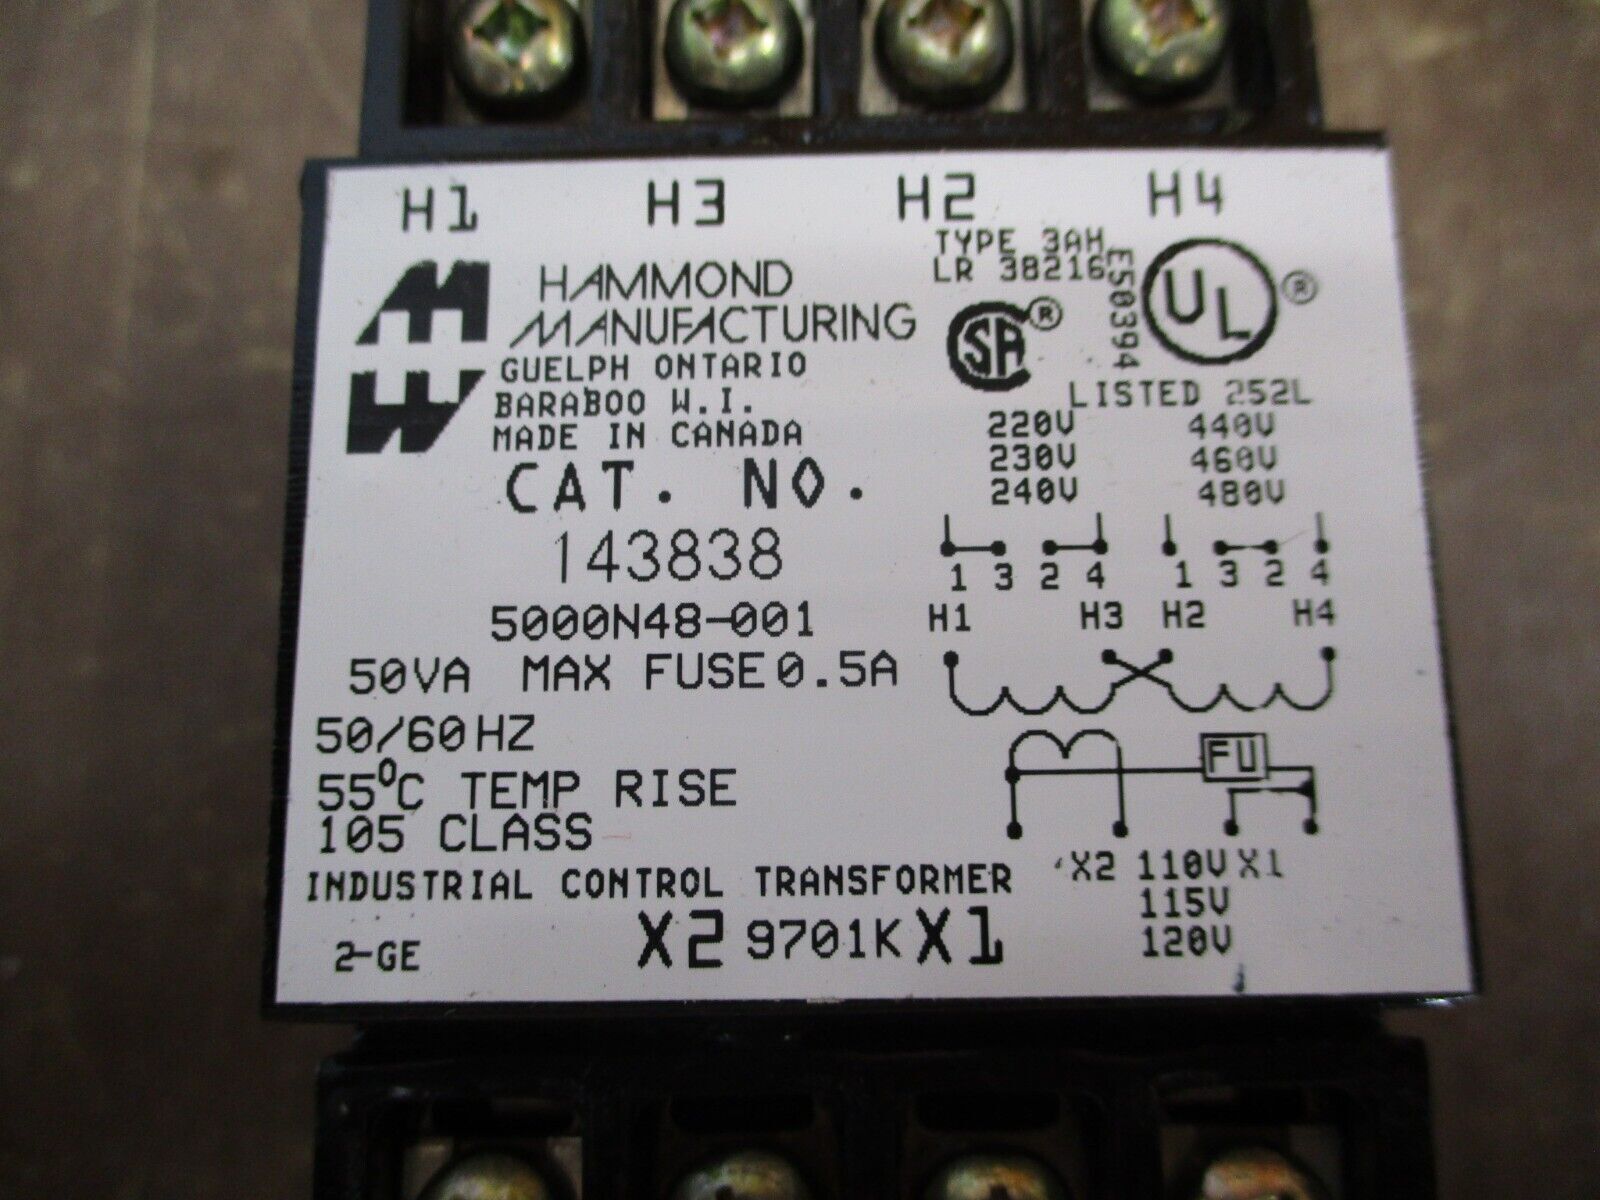 H1 H3 H2 H4
HAMMOND
MANUFACTURING
GUELPH ONTARIO
BARABOO W.I.
MADE IN CANADA
TYPE 3AH
LR 38216
E503394
SA ®
UL ®
LISTED 252L
220V 440V
230V 460V
240V 480V
1 3 2 4 1 3 2 4
H1 H3 H2 H4
CAT. NO.
143838
5000N48-001
50VA MAX FUSE 0.5A
50/60 HZ
55°C TEMP RISE
105 CLASS
INDUSTRIAL CONTROL TRANSFORMER
2-GE
X2 9701K X1
FU
X2 110V X1
115V
120V